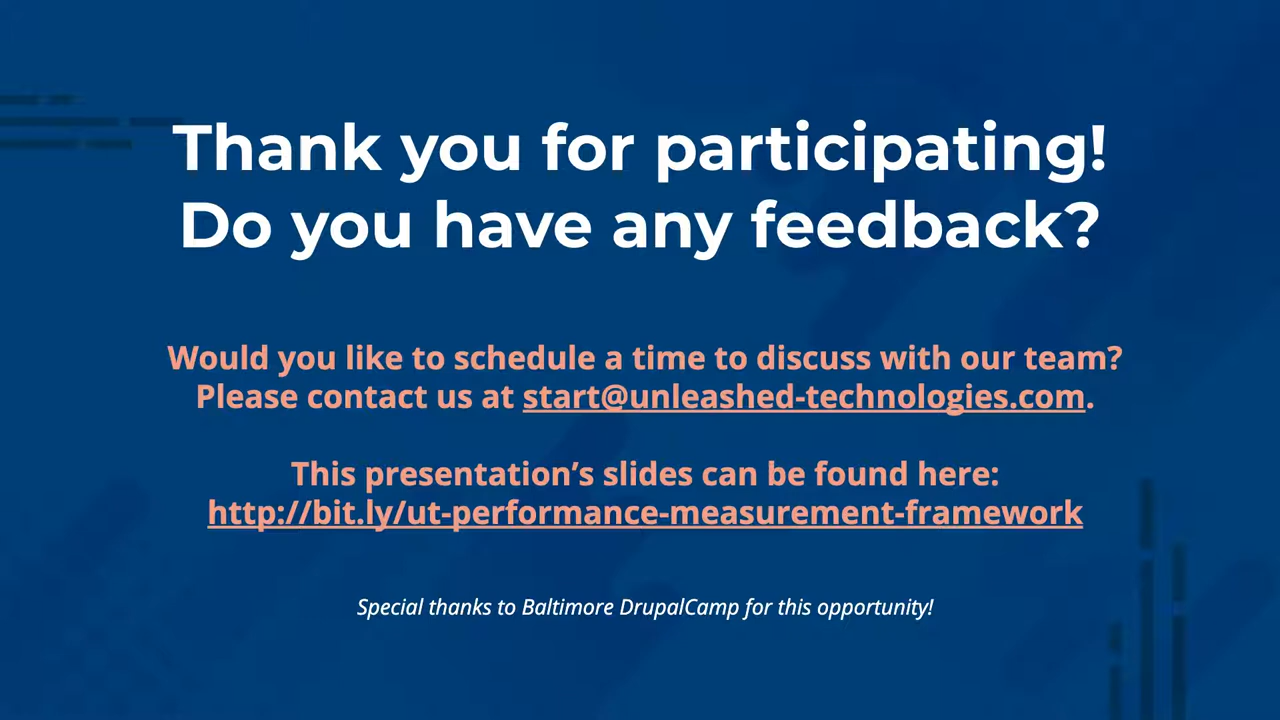 Thank you for participating!
Do you have any feedback?
Would you like to schedule a time to discuss with our team?
Please contact us at start@unleashed-technologies.com.
This presentation’s slides can be found here:
http://bit.ly/ut-performance-measurement-framework
Special thanks to Baltimore DrupalCamp for this opportunity!